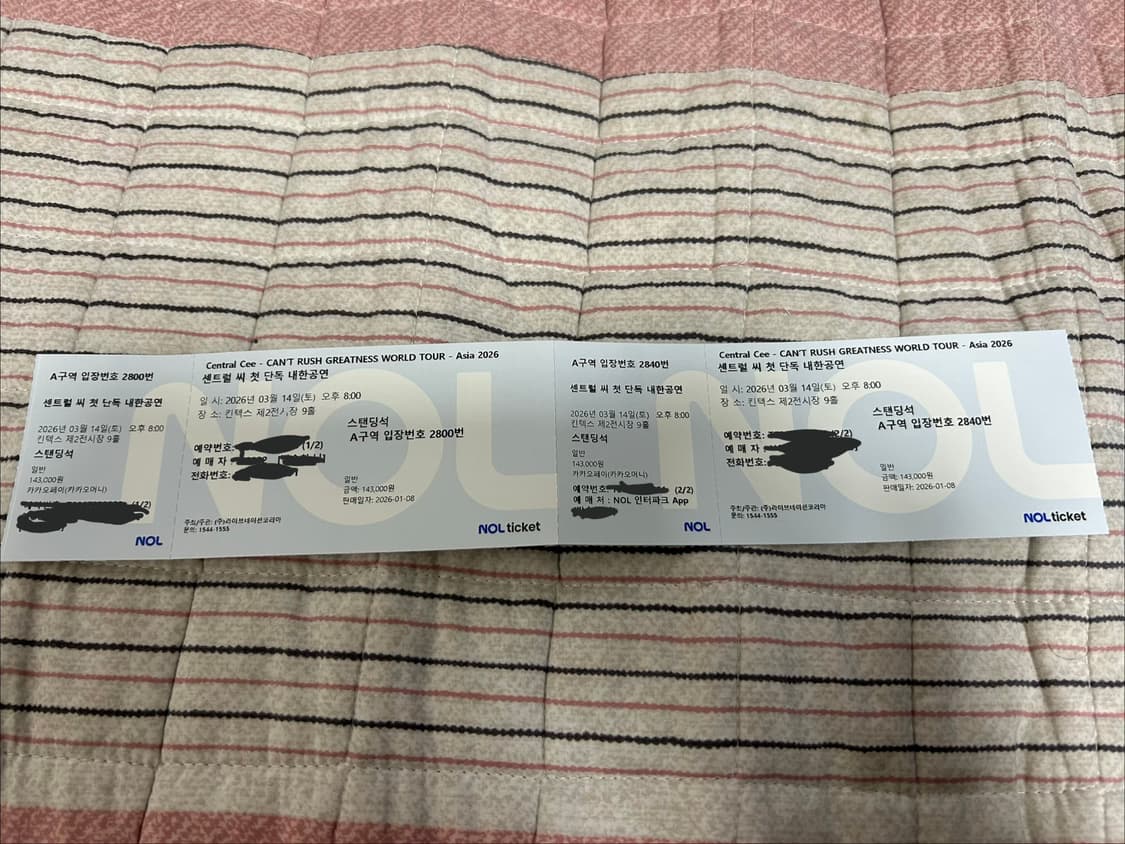 A구역 입장번호 2800번
센트럴 씨 첫 단독 내한공연
2026년 03월 14일(토) 오후 8:00
킨텍스 제2전시장 9홀
스탠딩석
일반
143,000원
카카오페이(카카오머니)
(1/2)
NOL
Central Cee - CAN'T RUSH GREATNESS WORLD TOUR - Asia 2026
센트럴 씨 첫 단독 내한공연
일 시: 2026년 03월 14일(토) 오후 8:00
장 소: 킨텍스 제2전시장 9홀
스탠딩석
A구역 입장번호 2800번
예약번호: (1/2)
예 매 자
전화번호:
일반
금액: 143,000원
판매일자: 2026-01-08
주최/주관: (주)라이브네이션코리아
문의: 1544-1555
NOL ticket
NOL
A구역 입장번호 2840번
센트럴 씨 첫 단독 내한공연
2026년 03월 14일(토) 오후 8:00
킨텍스 제2전시장 9홀
스탠딩석
일반
143,000원
카카오페이(카카오머니)
예약번호: (2/2)
예 매 처 : NOL 인터파크 App
NOL
Central Cee - CAN'T RUSH GREATNESS WORLD TOUR - Asia 2026
센트럴 씨 첫 단독 내한공연
일 시: 2026년 03월 14일(토) 오후 8:00
장 소: 킨텍스 제2전시장 9홀
스탠딩석
A구역 입장번호 2840번
예약번호: 2/2)
예 매 자
전화번호:
일반
금액: 143,000원
판매일자: 2026-01-08
주최/주관: (주)라이브네이션코리아
문의: 1544-1555
NOL ticket
NOL